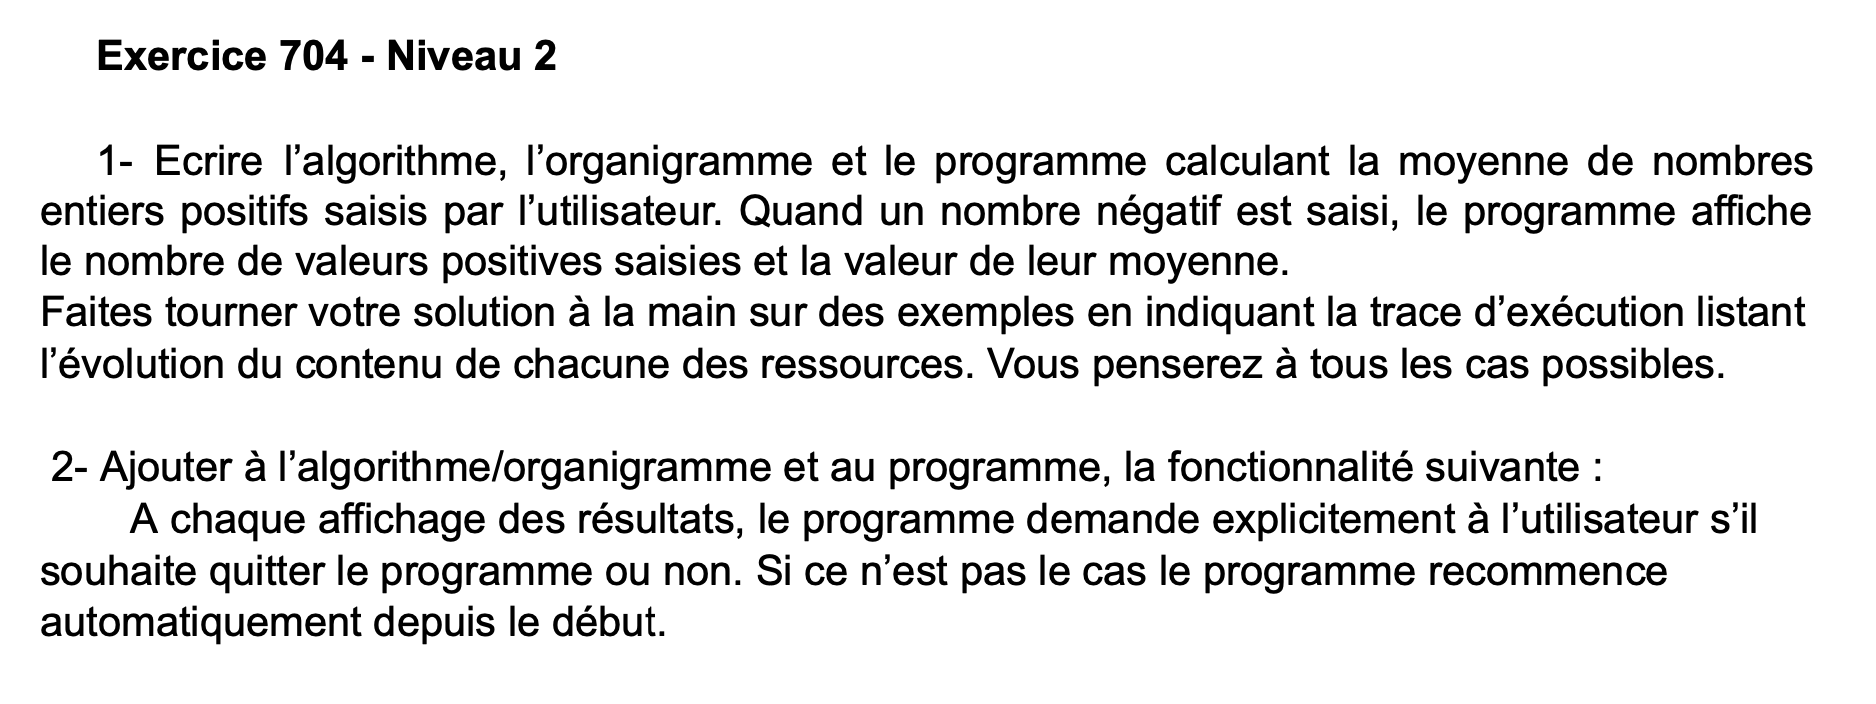 Exercice 704 - Niveau 2
1- Ecrire l’algorithme, l’organigramme et le programme calculant la moyenne de nombres
entiers positifs saisis par l’utilisateur. Quand un nombre négatif est saisi, le programme affiche
le nombre de valeurs positives saisies et la valeur de leur moyenne.
Faites tourner votre solution à la main sur des exemples en indiquant la trace d’exécution listant
l’évolution du contenu de chacune des ressources. Vous penserez à tous les cas possibles.
2- Ajouter à l’algorithme/organigramme et au programme, la fonctionnalité suivante :
A chaque affichage des résultats, le programme demande explicitement à l’utilisateur s’il
souhaite quitter le programme ou non. Si ce n’est pas le cas le programme recommence
automatiquement depuis le début.